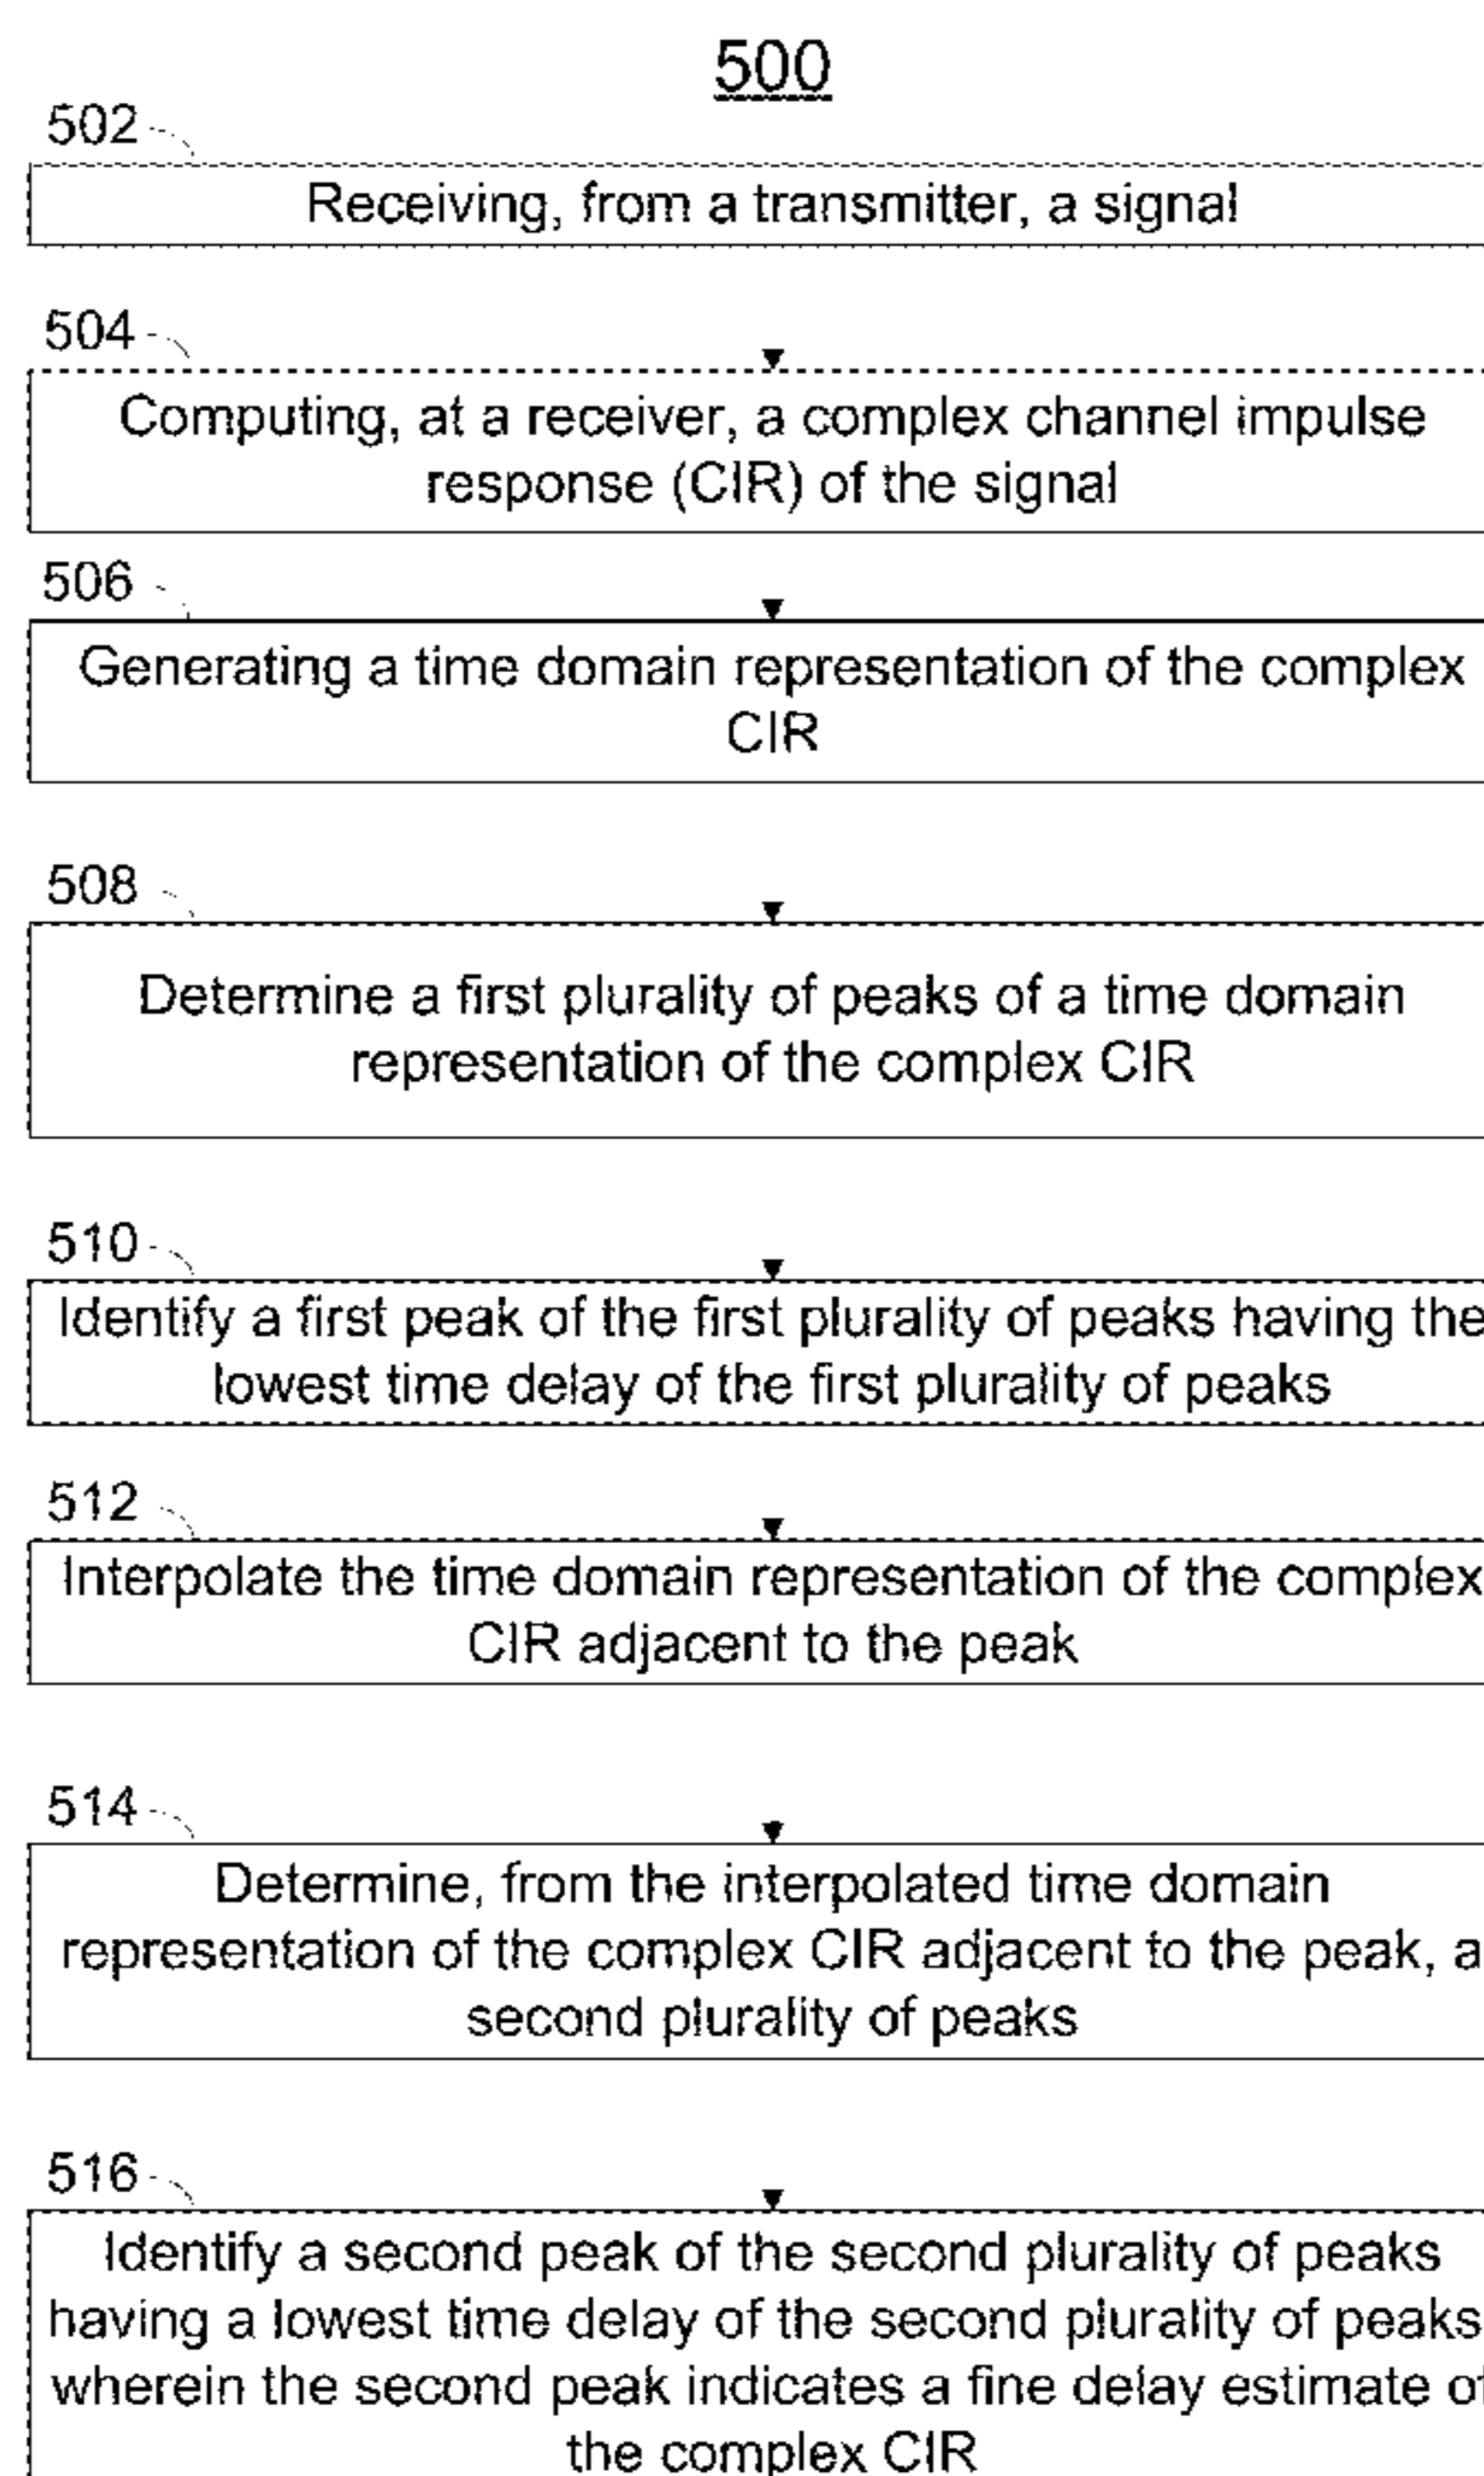 500
502
Receiving, from a transmitter, a signal
504
Computing, at a receiver, a complex channel impulse
response (CIR) of the signal
506
Generating a time domain representation of the complex
CIR
508
Determine a first plurality of peaks of a time domain
representation of the complex CIR
510
Identify a first peak of the first plurality of peaks having the
lowest time delay of the first plurality of peaks
512
Interpolate the time domain representation of the complex
CIR adjacent to the peak
514
Determine, from the interpolated time domain
representation of the complex CIR adjacent to the peak, a
second plurality of peaks
516
Identify a second peak of the second plurality of peaks
having a lowest time delay of the second plurality of peaks
wherein the second peak indicates a fine delay estimate of
the complex CIR